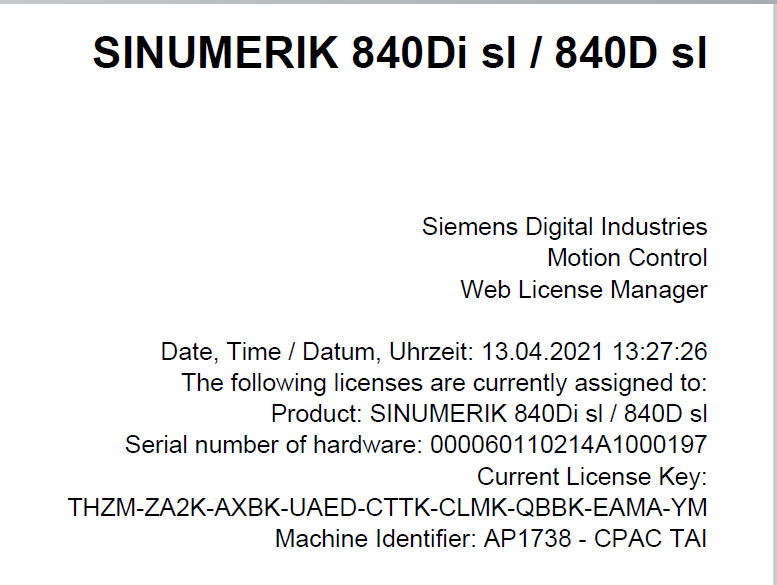 SINUMERIK 840Di sl / 840D sl
Siemens Digital Industries
Motion Control
Web License Manager
Date, Time / Datum, Uhrzeit: 13.04.2021 13:27:26
The following licenses are currently assigned to:
Product: SINUMERIK 840Di sl / 840D sl
Serial number of hardware: 000060110214A1000197
Current License Key:
THZM-ZA2K-AXBK-UAED-CTTK-CLMK-QBBK-EAMA-YM
Machine Identifier: AP1738 - CPAC TAI